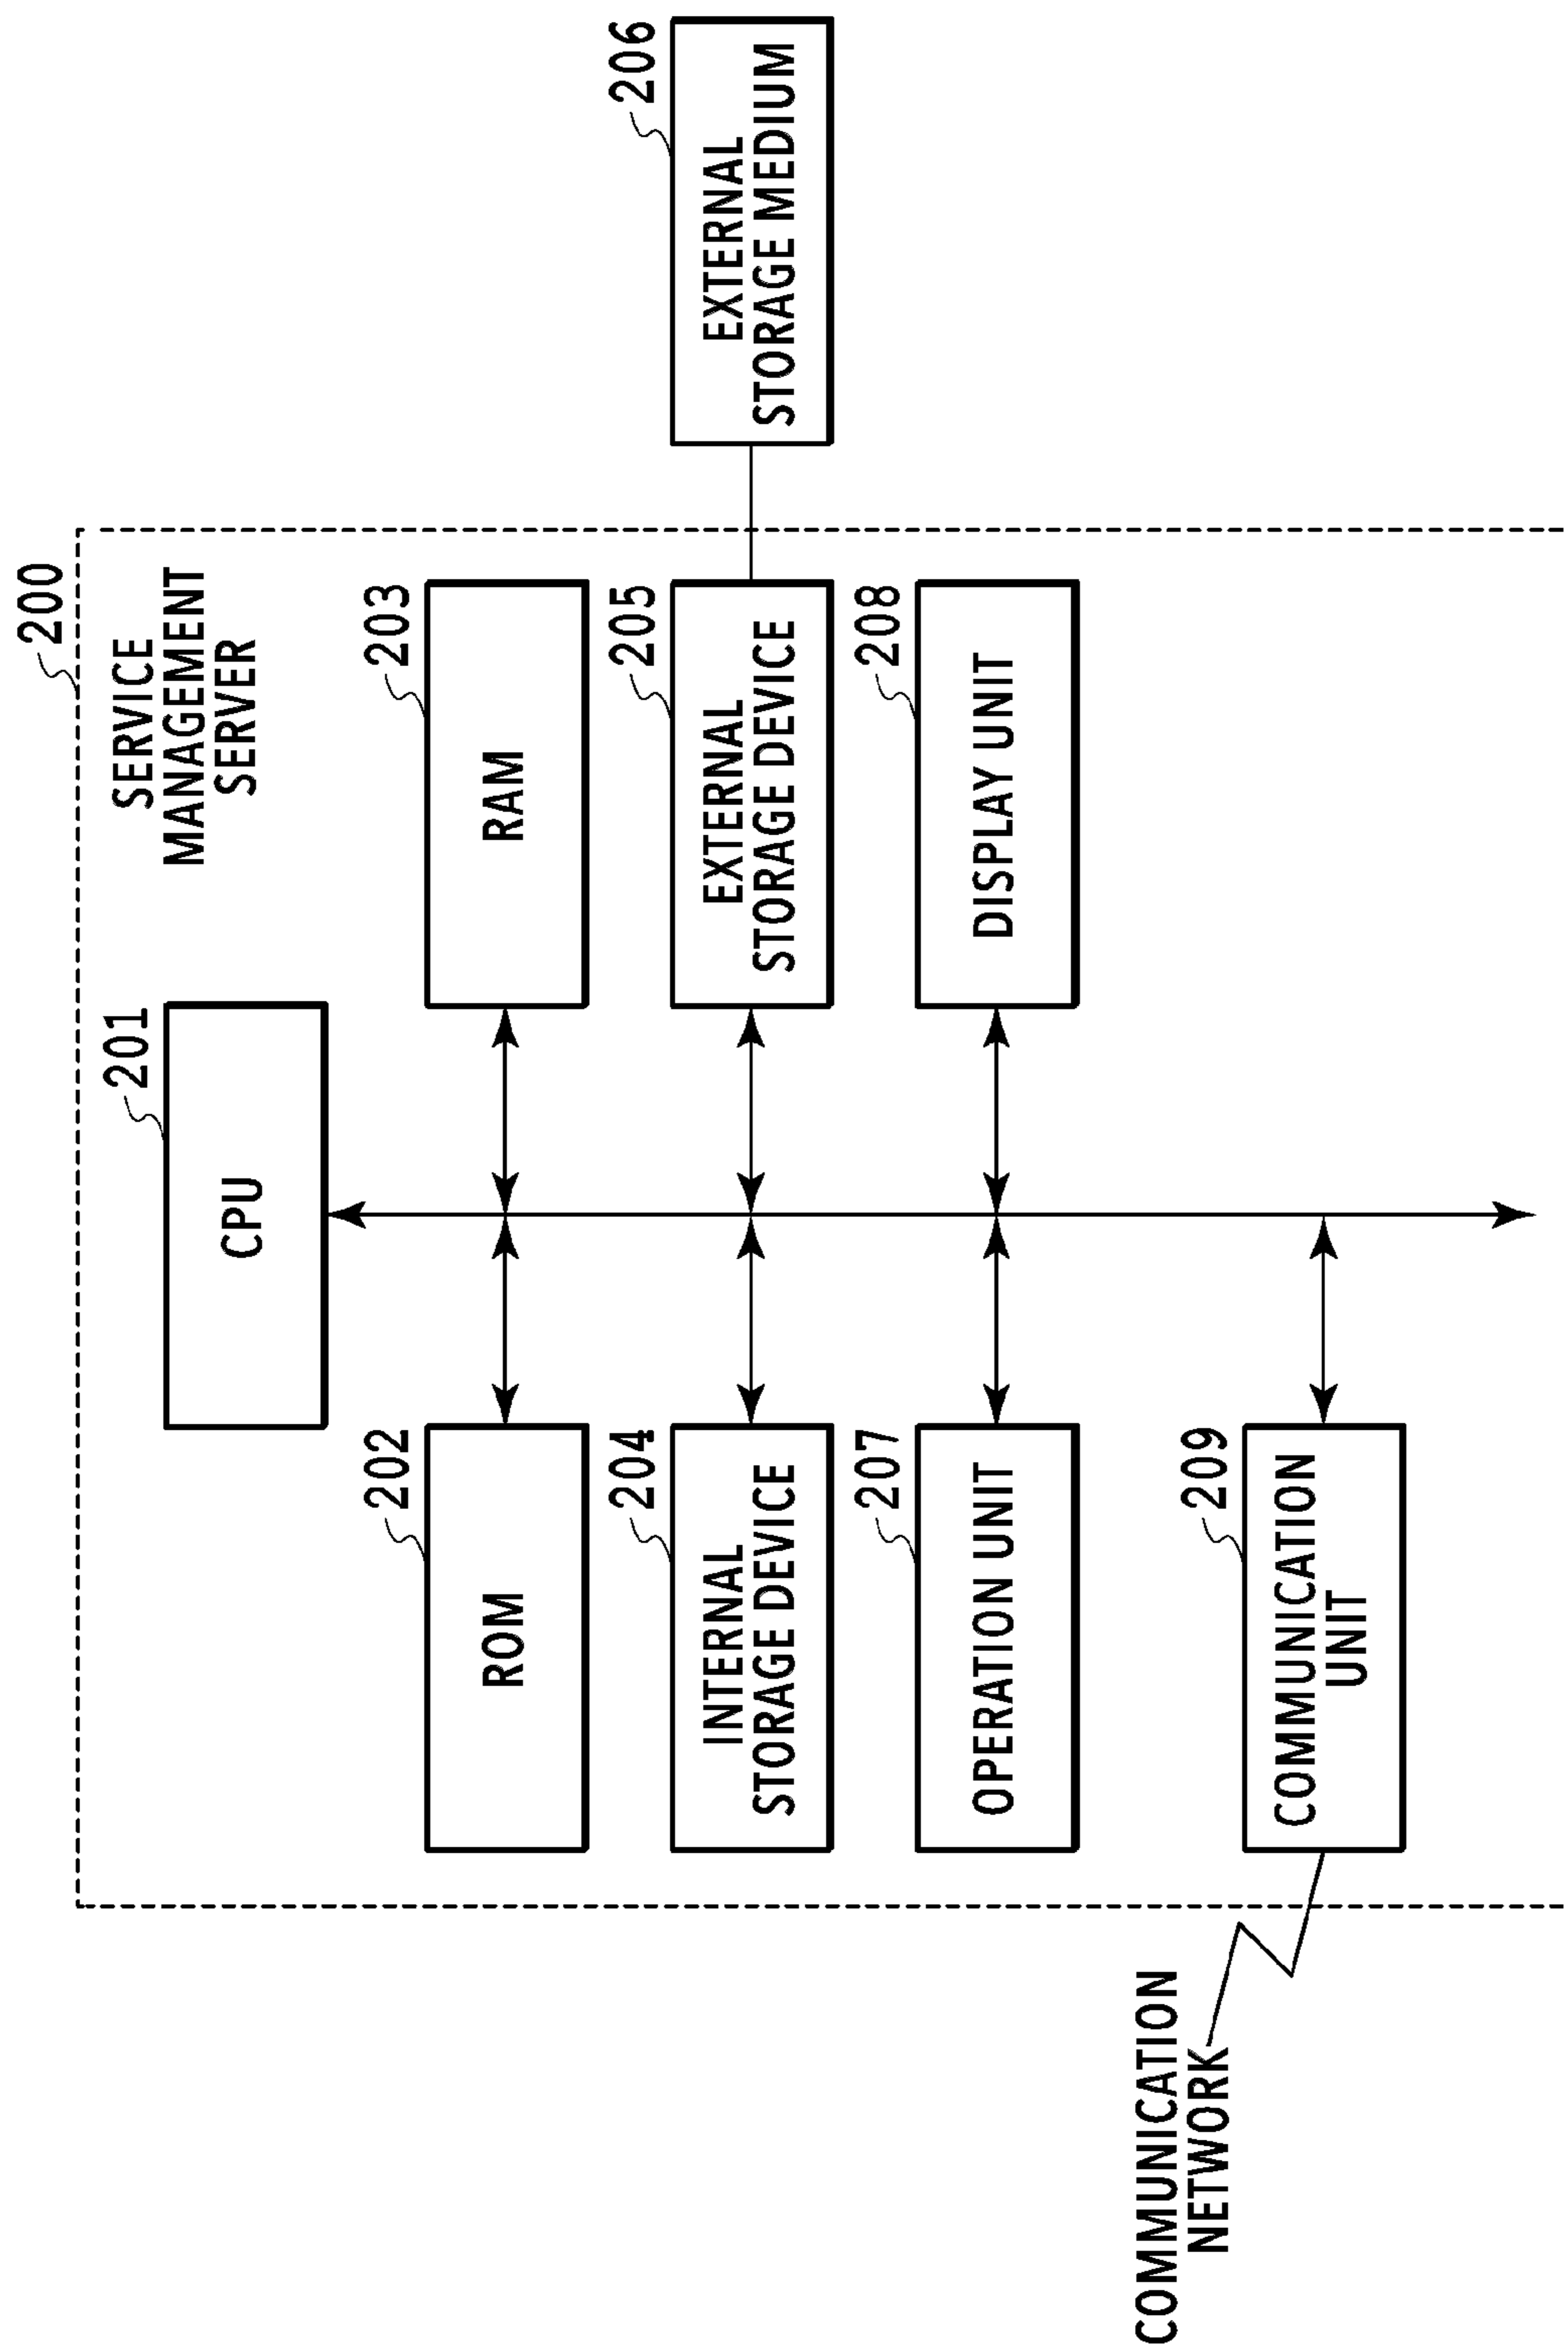 200
SERVICE
MANAGEMENT
SERVER
201
CPU
202
ROM
203
RAM
204
INTERNAL
STORAGE DEVICE
205
EXTERNAL
STORAGE DEVICE
206
EXTERNAL
STORAGE MEDIUM
207
OPERATION UNIT
208
DISPLAY UNIT
209
COMMUNICATION
UNIT
COMMUNICATION
NETWORK